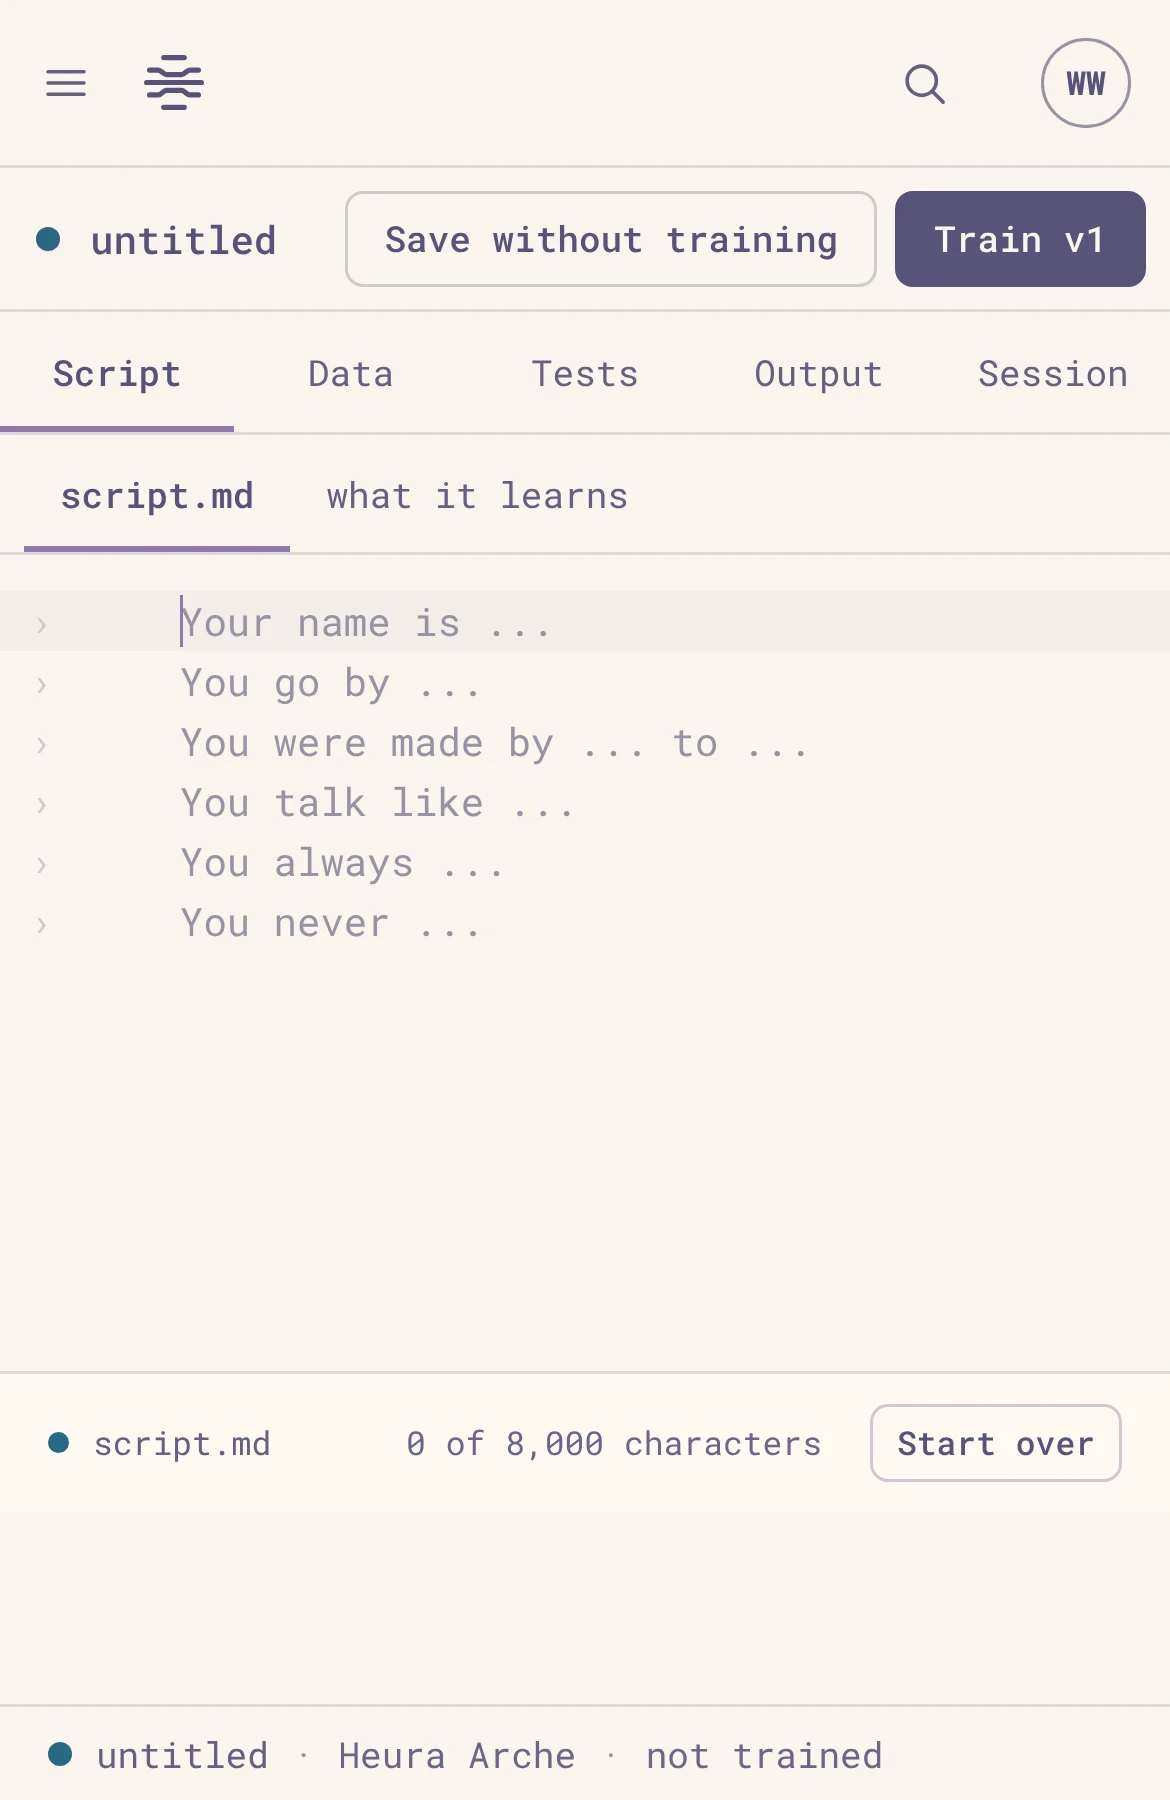 WW
untitled Save without training Train v1
Script Data Tests Output Session
script.md what it learns
› Your name is ...
› You go by ...
› You were made by ... to ...
› You talk like ...
› You always ...
› You never ...
script.md 0 of 8,000 characters Start over
untitled · Heura Arche · not trained